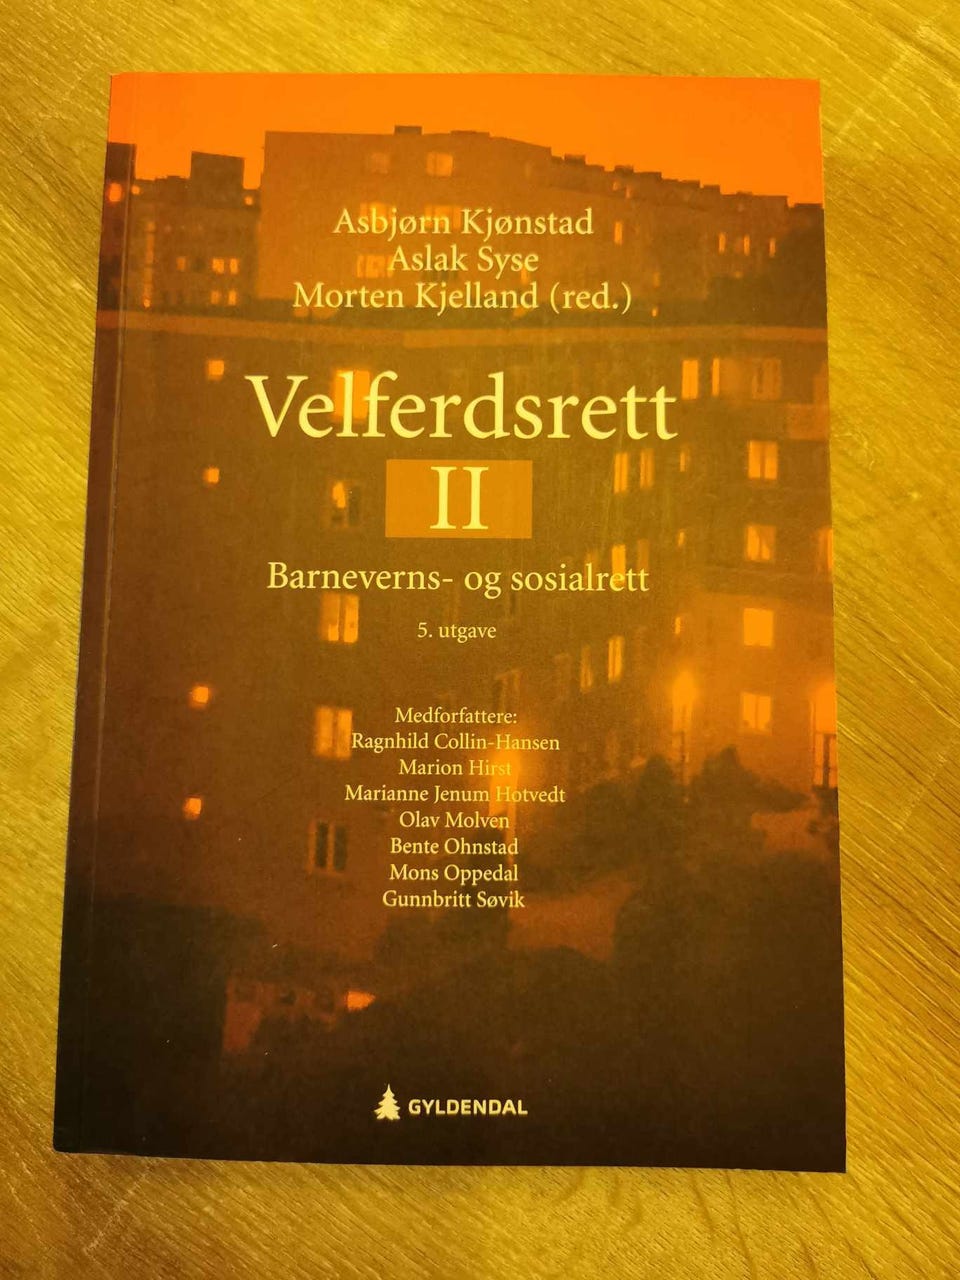 Asbjørn Kjønstad
Aslak Syse
Morten Kjelland (red.)
Velferdsrett
II
Barneverns- og sosialrett
5. utgave
Medforfattere:
Ragnhild Collin-Hansen
Marion Hirst
Marianne Jenum Hotvedt
Olav Molven
Bente Ohnstad
Mons Oppedal
Gunnbritt Søvik
GYLDENDAL